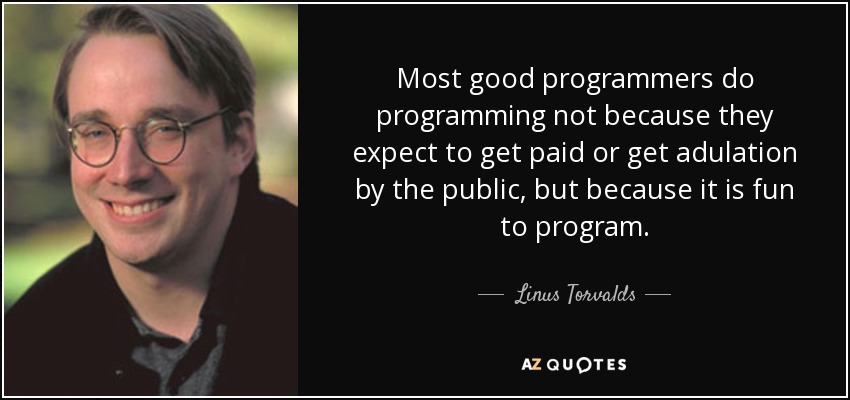 Most good programmers do
programming not because they
expect to get paid or get adulation
by the public, but because it is fun
to program.
Linus Torvalds
AZ QUOTES